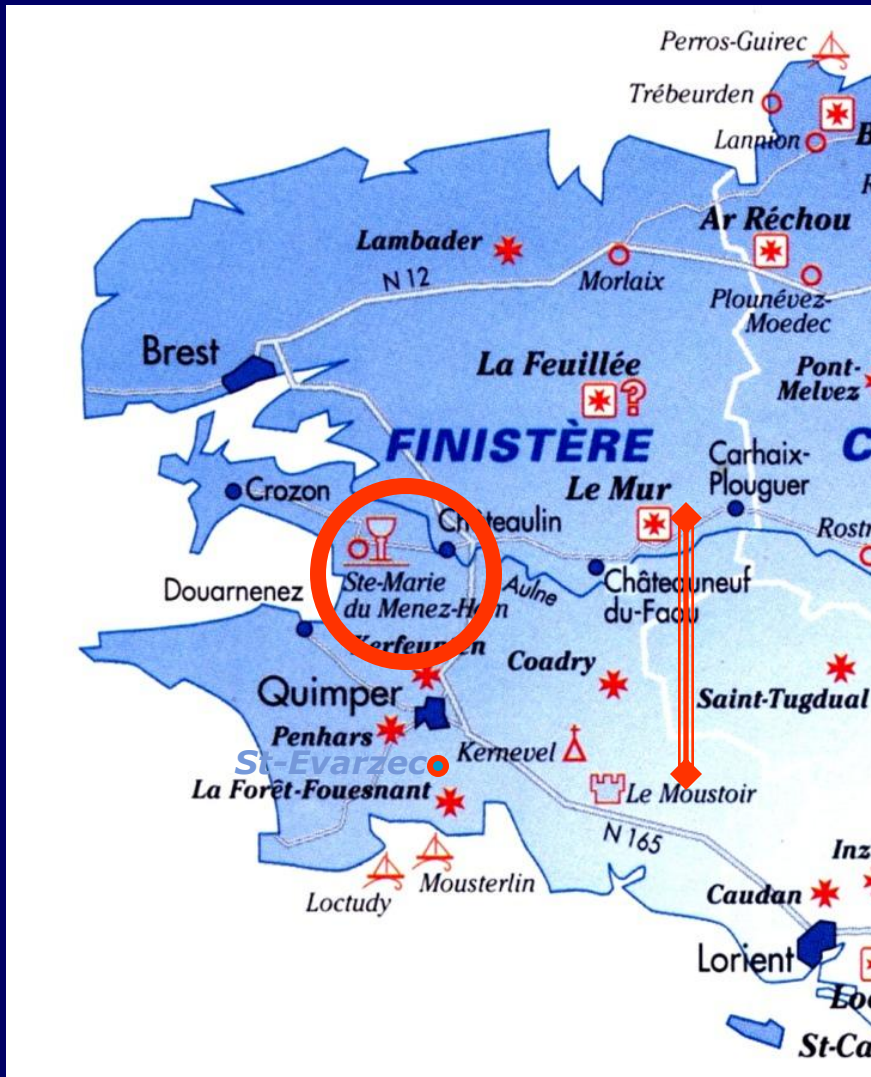 Perros-Guirec
Trébeurden
Lannion
Ar Réchou
Lambader
N 12
Morlaix
Plounévez-
Moedec
Brest
La Feuillée
?
Pont-
Melvez
FINISTÈRE
C
Carhaix-
Plouguer
Crozon
Le Mur
Châteaulin
Rostr
Ste-Marie
du Menez-Hom
Douarnenez
Aulne
Châteauneuf
du-Faou
Kerfeunten
Coadry
Quimper
Saint-Tugdual
Penhars
Kernevel
St-Evarzec
La Forêt-Fouesnant
Le Moustoir
N 165
Inz
Mousterlin
Loctudy
Caudan
Lorient
Loc
St-Ca